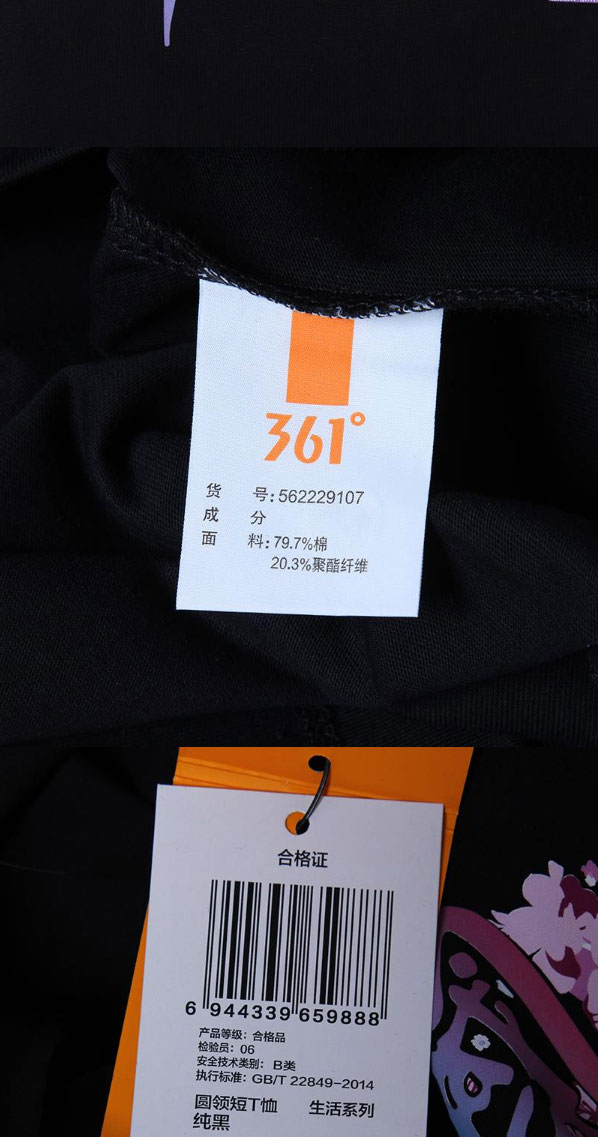 361°
货 号:562229107
成 分
面 料:79.7%棉
20.3%聚酯纤维
合格证
6 944339 659888
产品等级：合格品
检验员：06
安全技术类别：B类
执行标准：GB/T 22849-2014
圆领短T恤 生活系列
纯黑